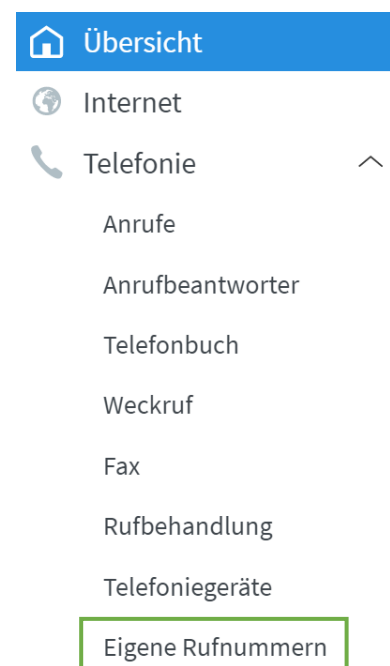 Übersicht
Internet
Telefonie
Anrufe
Anrufbeantworter
Telefonbuch
Weckruf
Fax
Rufbehandlung
Telefoniegeräte
Eigene Rufnummern